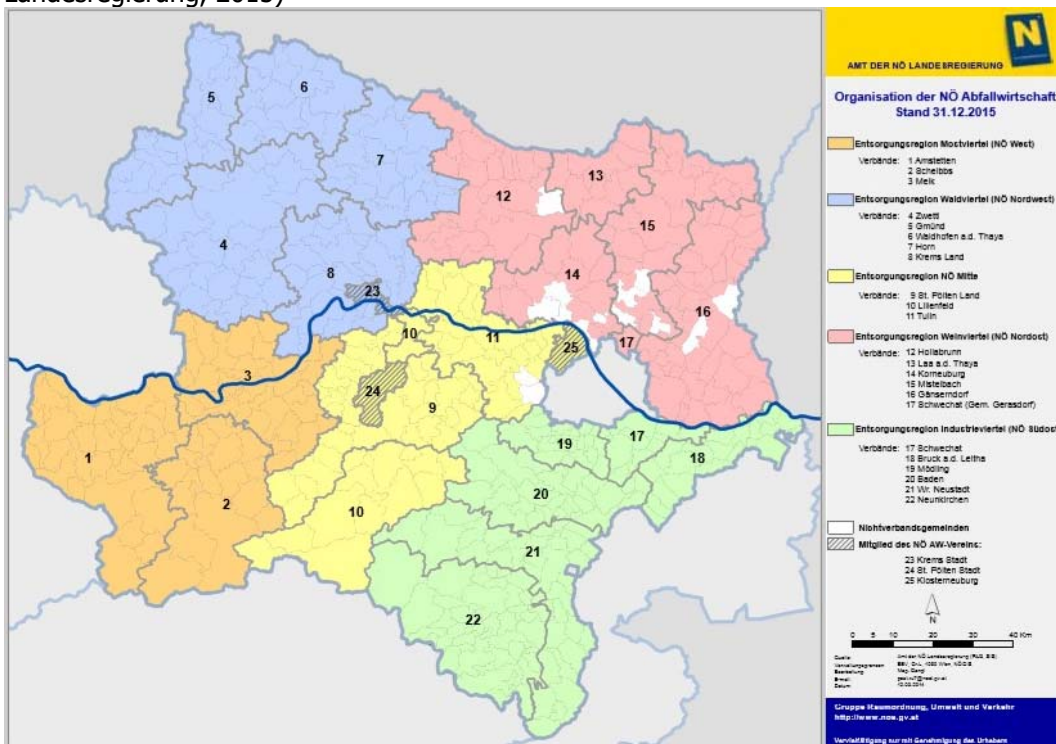 Landesregierung, 2015)
N
AMT DER NÖ LANDESREGIERUNG
Organisation der NÖ Abfallwirtschaft
Stand 31.12.2015
Entsorgungsregion Mostviertel (NÖ West)
Verbände: 1 Amstetten
2 Scheibbs
3 Melk
Entsorgungsregion Waldviertel (NÖ Nordwest)
Verbände: 4 Zwettl
5 Gmünd
6 Waidhofen a.d. Thaya
7 Horn
8 Krems Land
Entsorgungsregion NÖ Mitte
Verbände: 9 St. Pölten Land
10 Lilienfeld
11 Tulln
Entsorgungsregion Weinviertel (NÖ Nordost)
Verbände: 12 Hollabrunn
13 Laa a.d. Thaya
14 Korneuburg
15 Mistelbach
16 Gänserndorf
17 Schwechat (Gem. Gerasdorf)
Entsorgungsregion Industrieviertel (NÖ Südost
Verbände: 17 Schwechat
18 Bruck a.d. Leitha
19 Mödling
20 Baden
21 Wr. Neustadt
22 Neunkirchen
Nichtverbandsgemeinden
Mitglied des NÖ AW-Vereins:
23 Krems Stadt
24 St. Pölten Stadt
25 Klosterneuburg
N
0 5 10 20 30 40 Km
Quelle
Datum
Gruppe Raumordnung, Umwelt und Verkehr
http://www.noe.gv.at
Vervielfältigung nur mit Genehmigung des Urhebers
5
6
7
13
12
15
4
8
14
23
16
10
11
25
17
3
24
9
19
17
18
1
2
20
10
21
22